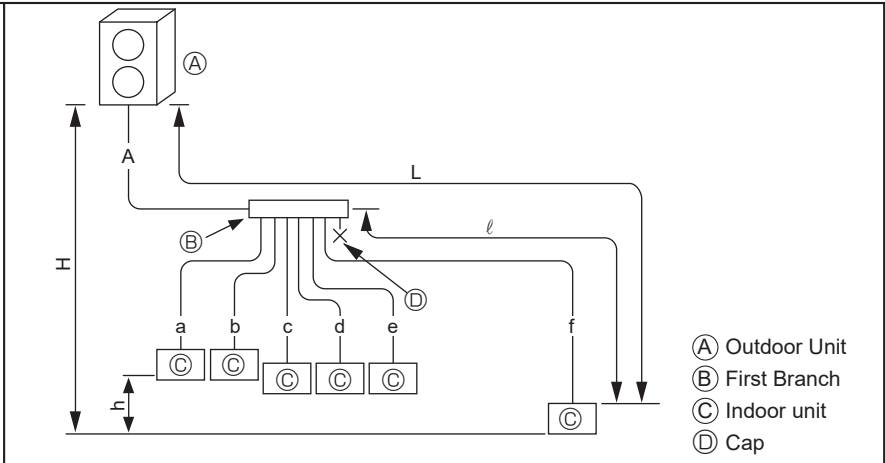 Ⓐ
A
L
H
Ⓑ
ℓ
Ⓓ
a b c d e f
Ⓒ Ⓒ Ⓒ Ⓒ Ⓒ
h
Ⓒ
Ⓐ Outdoor Unit
Ⓑ First Branch
Ⓒ Indoor unit
Ⓓ Cap